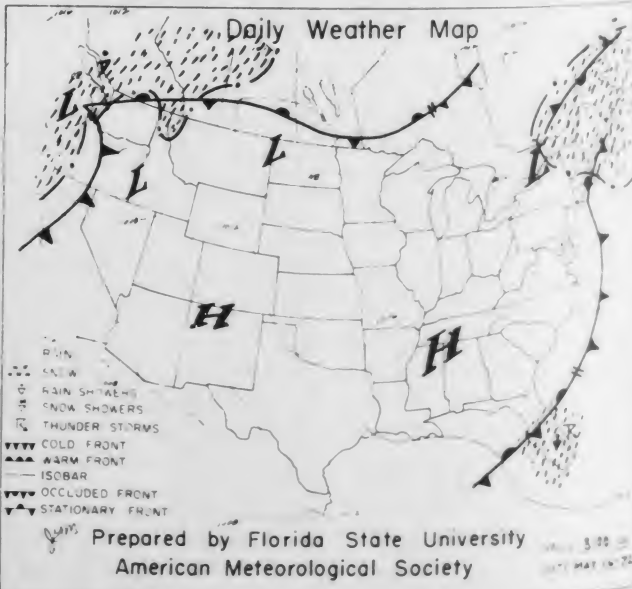 1012
Daily Weather Map
L
L
L
L
H
H
RAIN
SNOW
RAIN SHOWERS
SNOW SHOWERS
R THUNDER STORMS
COLD FRONT
WARM FRONT
ISOBAR
OCCLUDED FRONT
STATIONARY FRONT
Prepared by Florida State University
American Meteorological Society